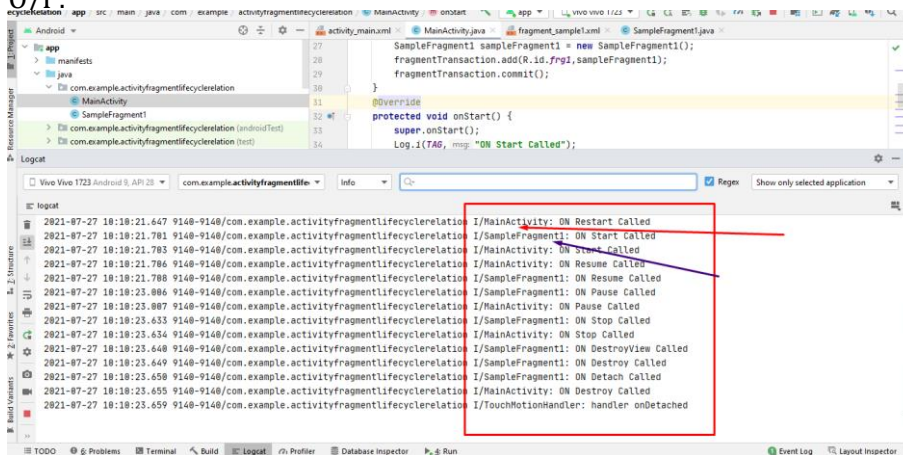 O/P:
ecycleRelation app src main java com example activityfragmentlifecyclerelation MainActivity onStart app vivo vivo 1723
Android activity_main.xml MainActivity.java fragment_sample1.xml SampleFragment1.java
1: Project
app
manifests
java
com.example.activityfragmentlifecyclerelation
MainActivity
SampleFragment1
com.example.activityfragmentlifecyclerelation (androidTest)
com.example.activityfragmentlifecyclerelation (test)
Resource Manager
27 SampleFragment1 sampleFragment1 = new SampleFragment1();
28 fragmentTransaction.add(R.id.frg1,sampleFragment1);
29 fragmentTransaction.commit();
30 }
31 @Override
32 protected void onStart() {
33 super.onStart();
34 Log.i(TAG, msg: "ON Start Called");
Logcat
Vivo Vivo 1723 Android 9, API 28 com.example.activityfragmentlife Info Regex Show only selected application
logcat
2021-07-27 10:10:21.647 9140-9140/com.example.activityfragmentlifecyclerelation I/MainActivity: ON Restart Called
2021-07-27 10:10:21.701 9140-9140/com.example.activityfragmentlifecyclerelation I/SampleFragment1: ON Start Called
2021-07-27 10:10:21.703 9140-9140/com.example.activityfragmentlifecyclerelation I/MainActivity: ON Start Called
2021-07-27 10:10:21.706 9140-9140/com.example.activityfragmentlifecyclerelation I/MainActivity: ON Resume Called
2021-07-27 10:10:21.708 9140-9140/com.example.activityfragmentlifecyclerelation I/SampleFragment1: ON Resume Called
2021-07-27 10:10:23.006 9140-9140/com.example.activityfragmentlifecyclerelation I/SampleFragment1: ON Pause Called
2021-07-27 10:10:23.007 9140-9140/com.example.activityfragmentlifecyclerelation I/MainActivity: ON Pause Called
2021-07-27 10:10:23.633 9140-9140/com.example.activityfragmentlifecyclerelation I/SampleFragment1: ON Stop Called
2021-07-27 10:10:23.634 9140-9140/com.example.activityfragmentlifecyclerelation I/MainActivity: ON Stop Called
2021-07-27 10:10:23.640 9140-9140/com.example.activityfragmentlifecyclerelation I/SampleFragment1: ON DestroyView Called
2021-07-27 10:10:23.649 9140-9140/com.example.activityfragmentlifecyclerelation I/SampleFragment1: ON Destroy Called
2021-07-27 10:10:23.650 9140-9140/com.example.activityfragmentlifecyclerelation I/SampleFragment1: ON Detach Called
2021-07-27 10:10:23.655 9140-9140/com.example.activityfragmentlifecyclerelation I/MainActivity: ON Destroy Called
2021-07-27 10:10:23.659 9140-9140/com.example.activityfragmentlifecyclerelation I/TouchMotionHandler: handler onDetached
Z: Structure
2: Favorites
Build Variants
TODO 6: Problems Terminal Build Logcat Profiler Database Inspector 4: Run Event Log Layout Inspector